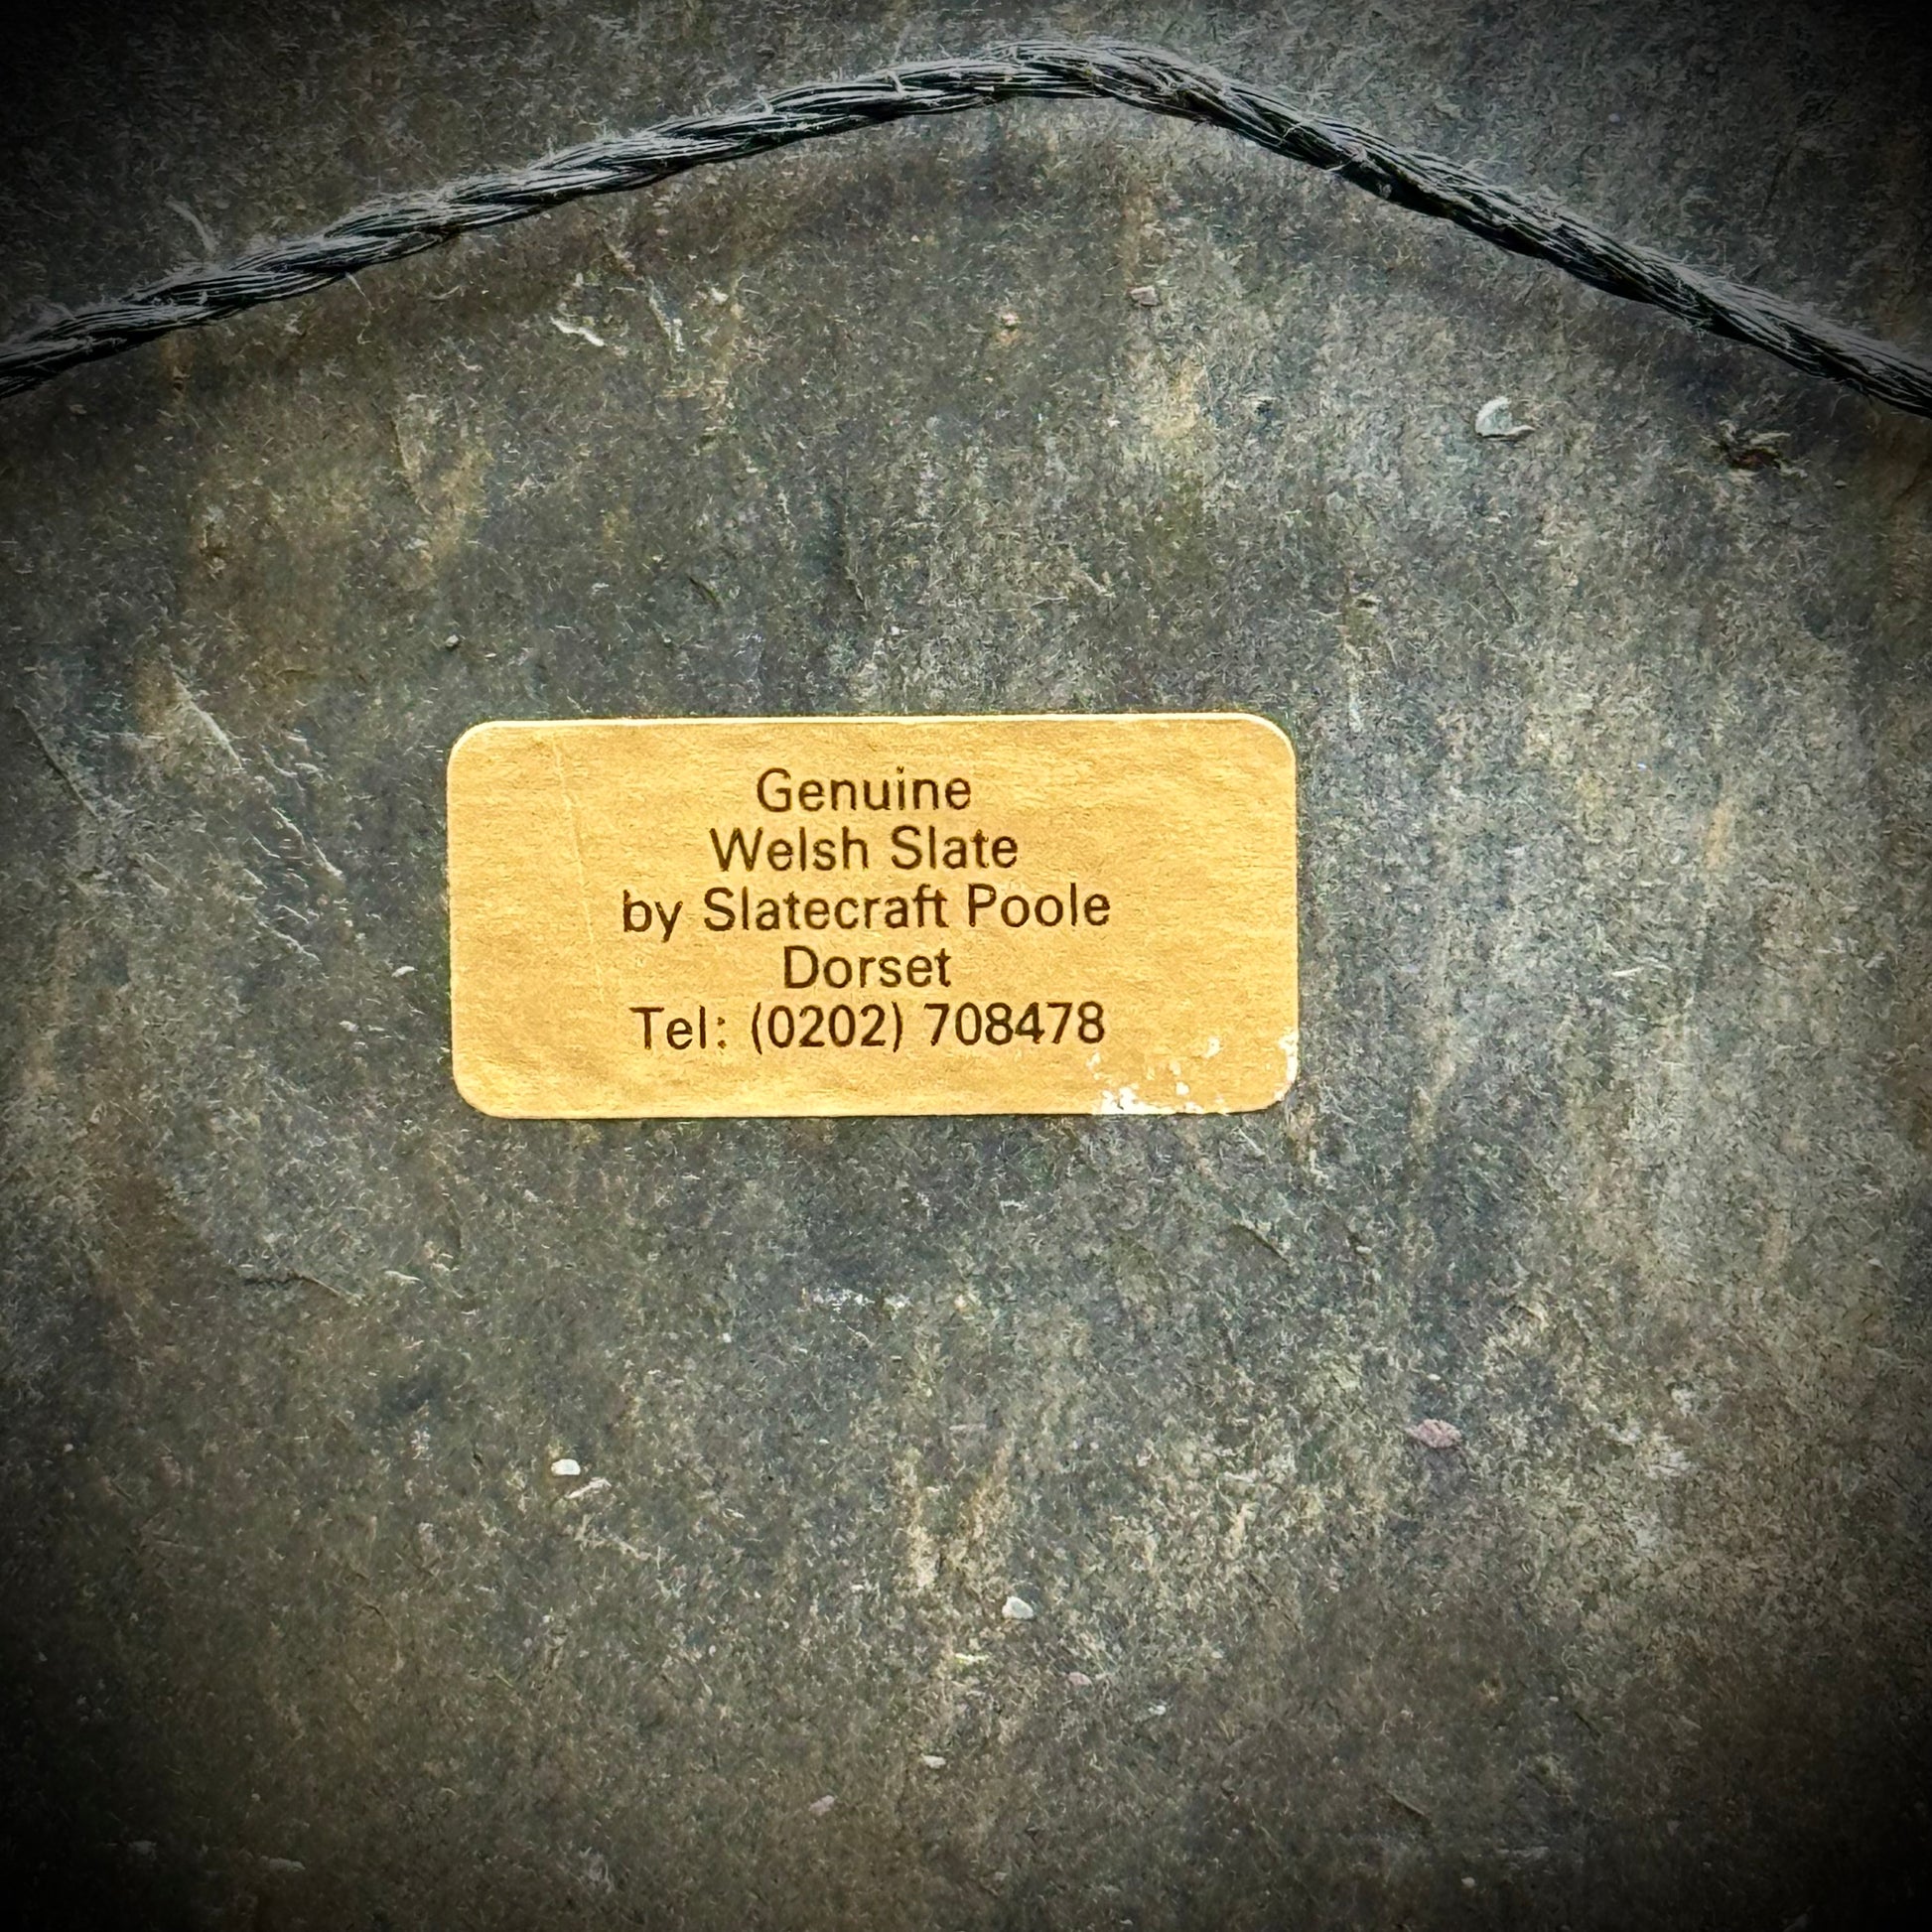 Genuine
Welsh Slate
by Slatecraft Poole
Dorset
Tel: (0202) 708478